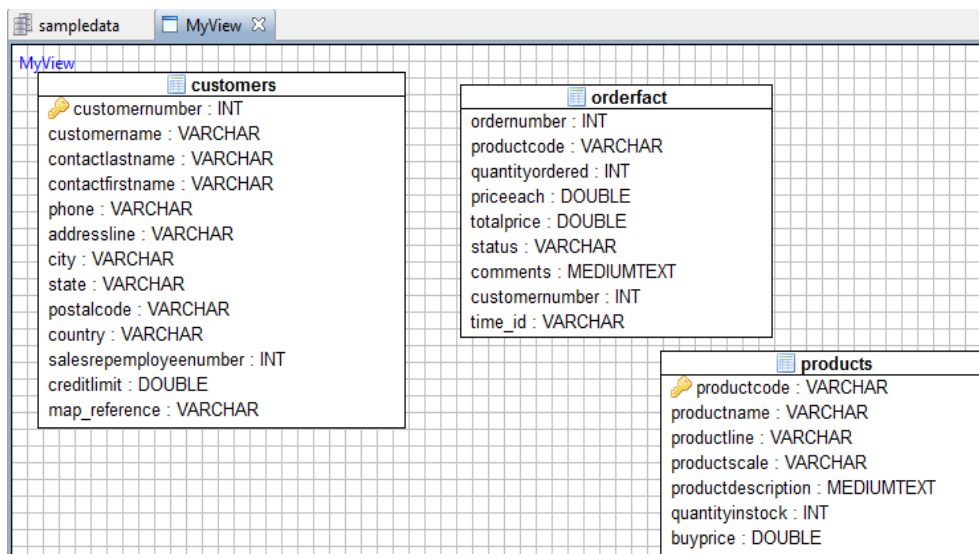 sampledata
MyView
MyView
customers
customernumber : INT
customername : VARCHAR
contactlastname : VARCHAR
contactfirstname : VARCHAR
phone : VARCHAR
addressline : VARCHAR
city : VARCHAR
state : VARCHAR
postalcode : VARCHAR
country : VARCHAR
salesrepemployeenumber : INT
creditlimit : DOUBLE
map_reference : VARCHAR
orderfact
ordernumber : INT
productcode : VARCHAR
quantityordered : INT
priceeach : DOUBLE
totalprice : DOUBLE
status : VARCHAR
comments : MEDIUMTEXT
customernumber : INT
time_id : VARCHAR
products
productcode : VARCHAR
productname : VARCHAR
productline : VARCHAR
productscale : VARCHAR
productdescription : MEDIUMTEXT
quantityinstock : INT
buyprice : DOUBLE